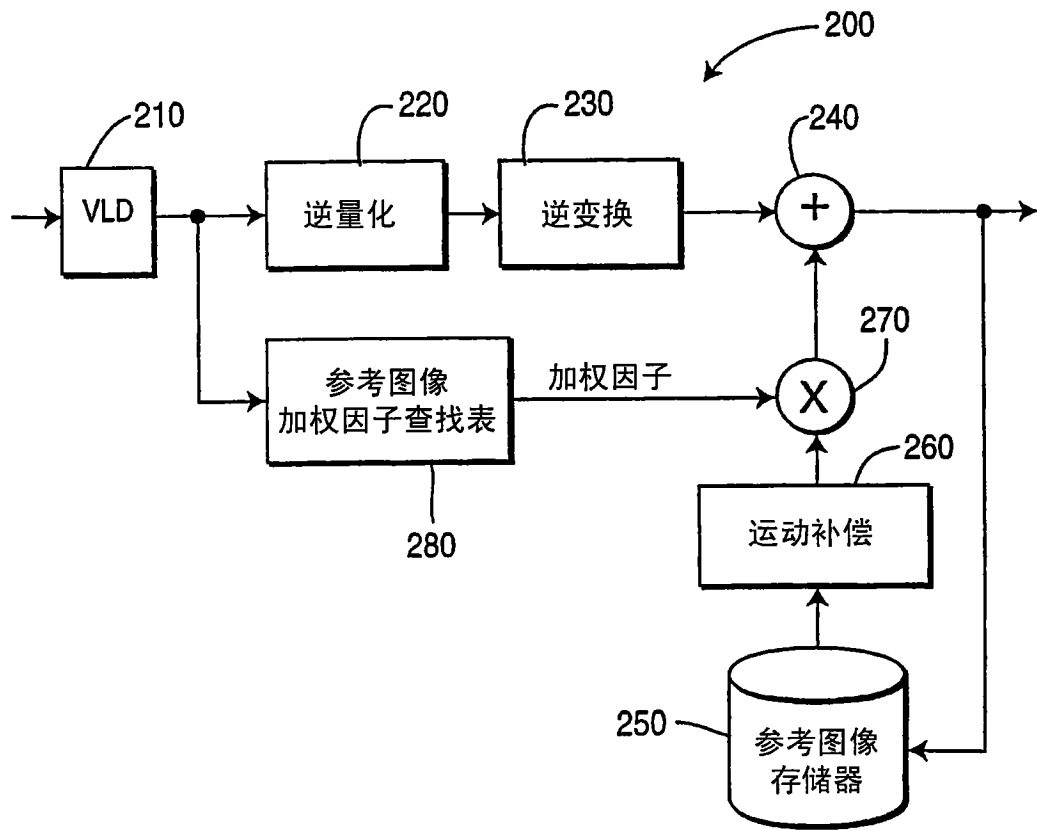 200
210
220
230
240
VLD
逆量化
逆变换
+
270
参考图像
加权因子查找表
加权因子
X
260
280
运动补偿
250
参考图像
存储器